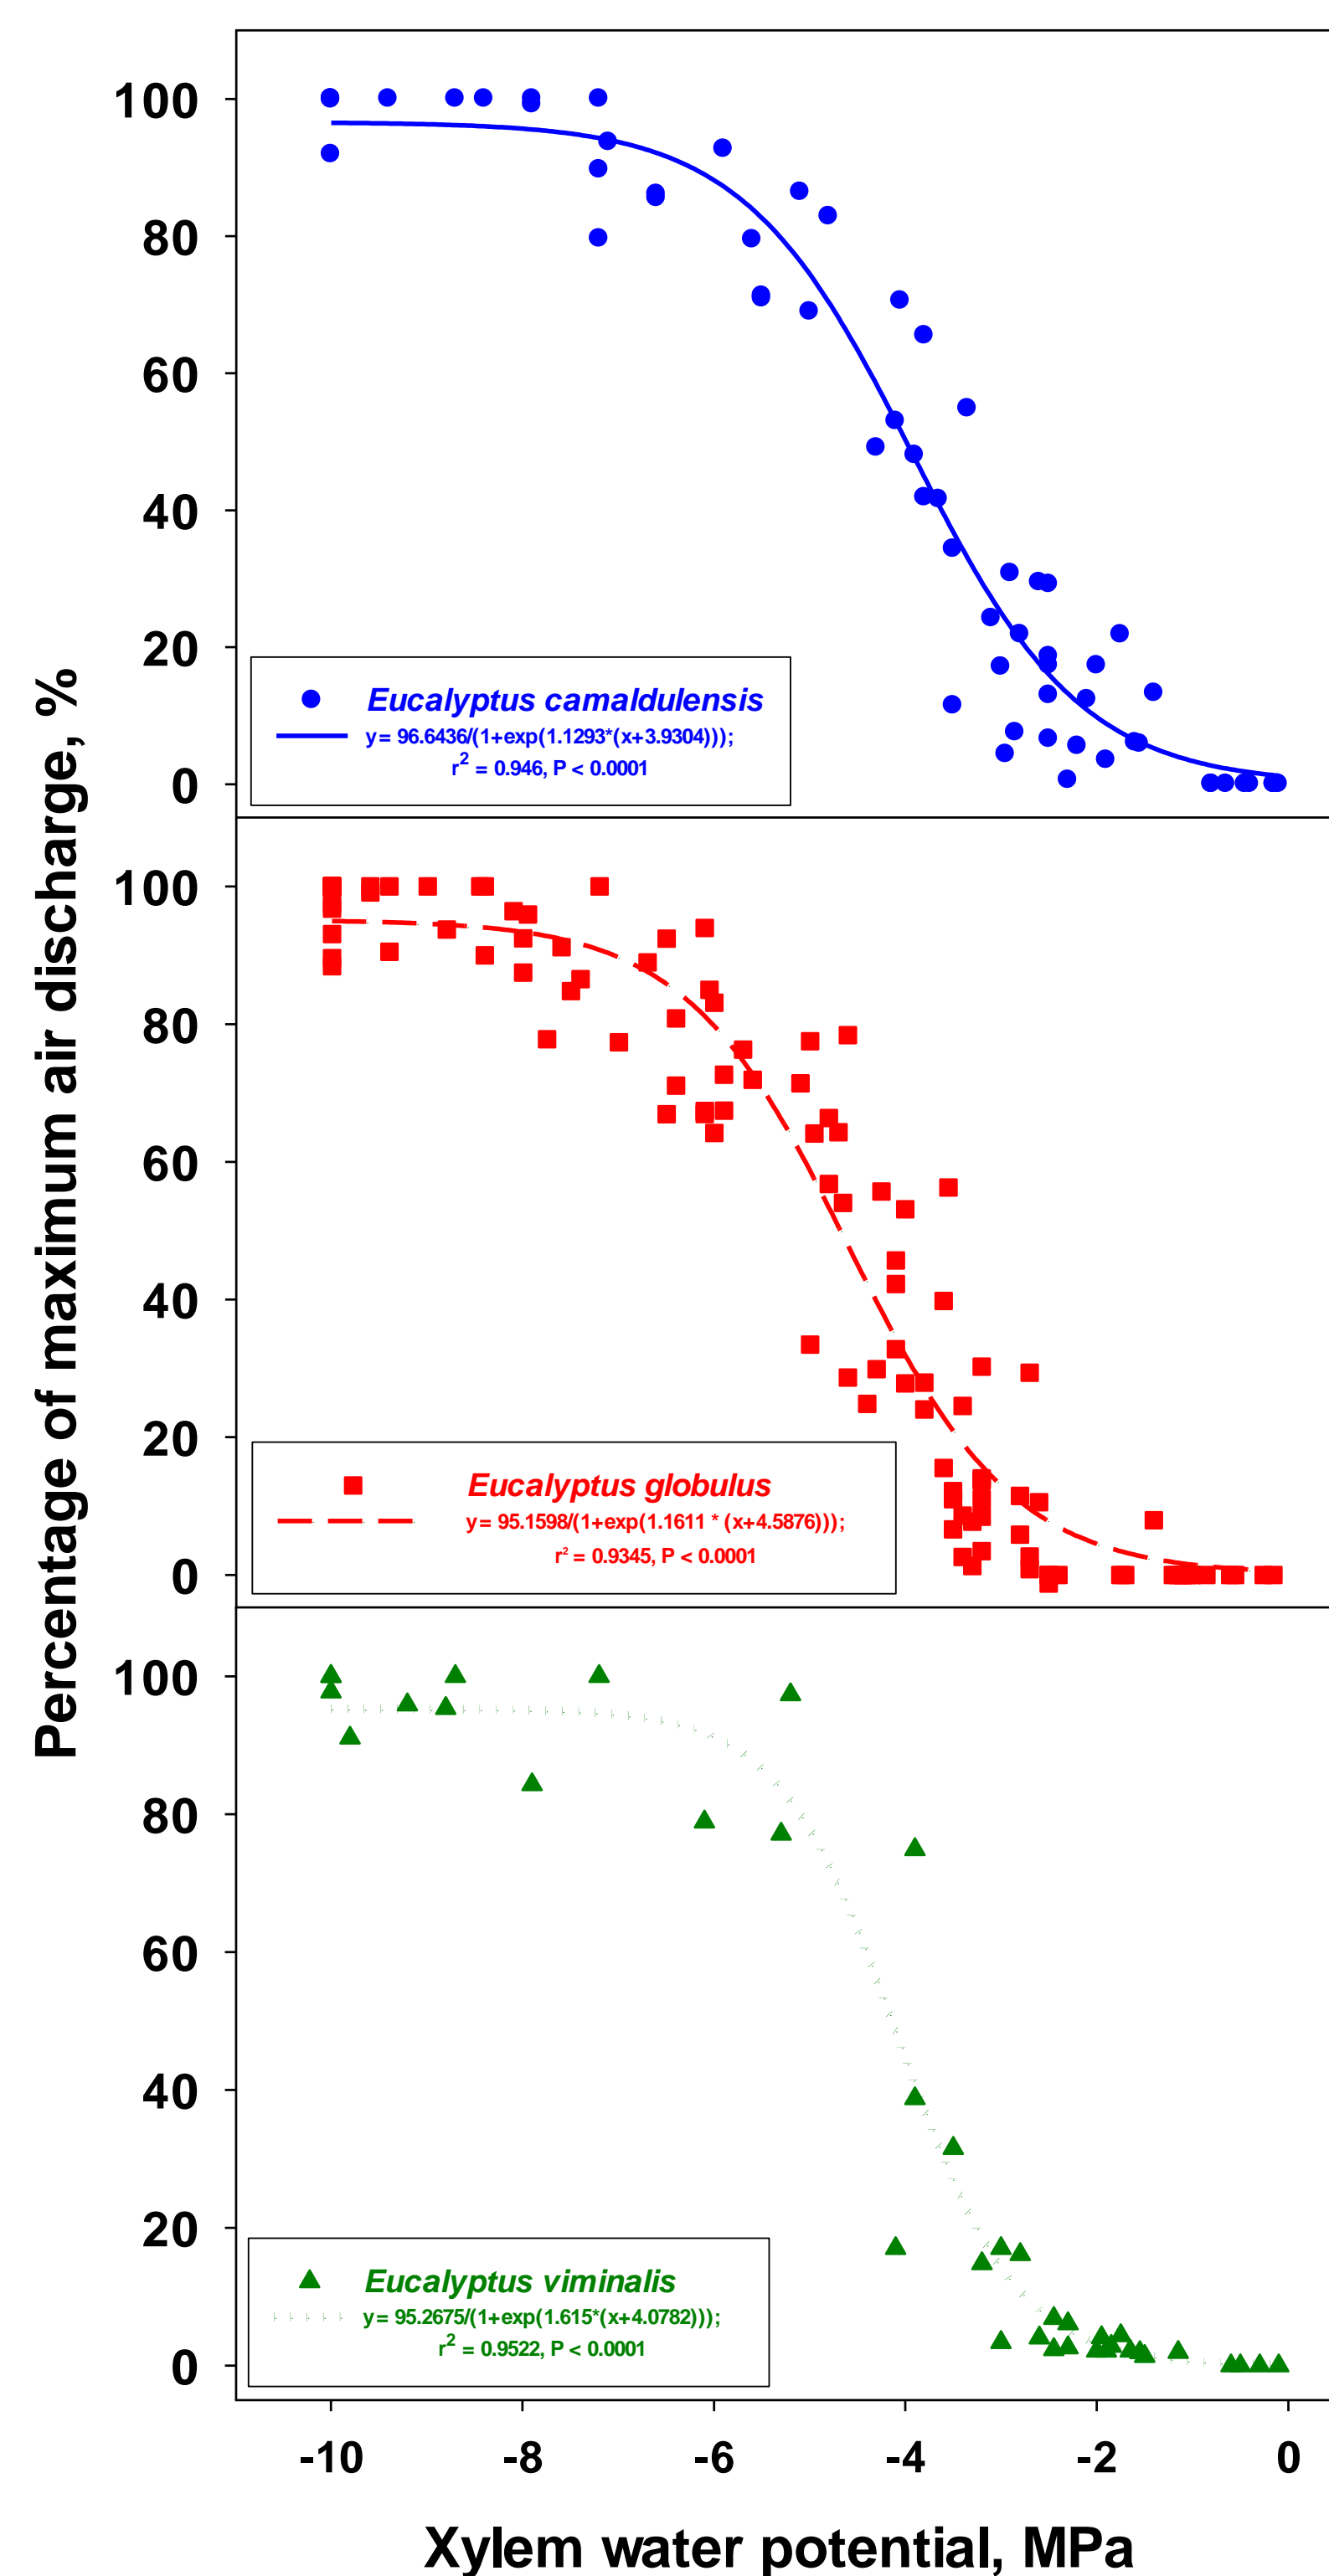 Percentage of maximum air discharge, %
100
80
60
40
20
0
Eucalyptus camaldulensis
y= 96.6436/(1+exp(1.1293*(x+3.9304)));
r² = 0.946, P < 0.0001
100
80
60
40
20
0
Eucalyptus globulus
y= 95.1598/(1+exp(1.1611 * (x+4.5876)));
r² = 0.9345, P < 0.0001
100
80
60
40
20
0
Eucalyptus viminalis
y= 95.2675/(1+exp(1.615*(x+4.0782)));
r² = 0.9522, P < 0.0001
-10 -8 -6 -4 -2 0
Xylem water potential, MPa